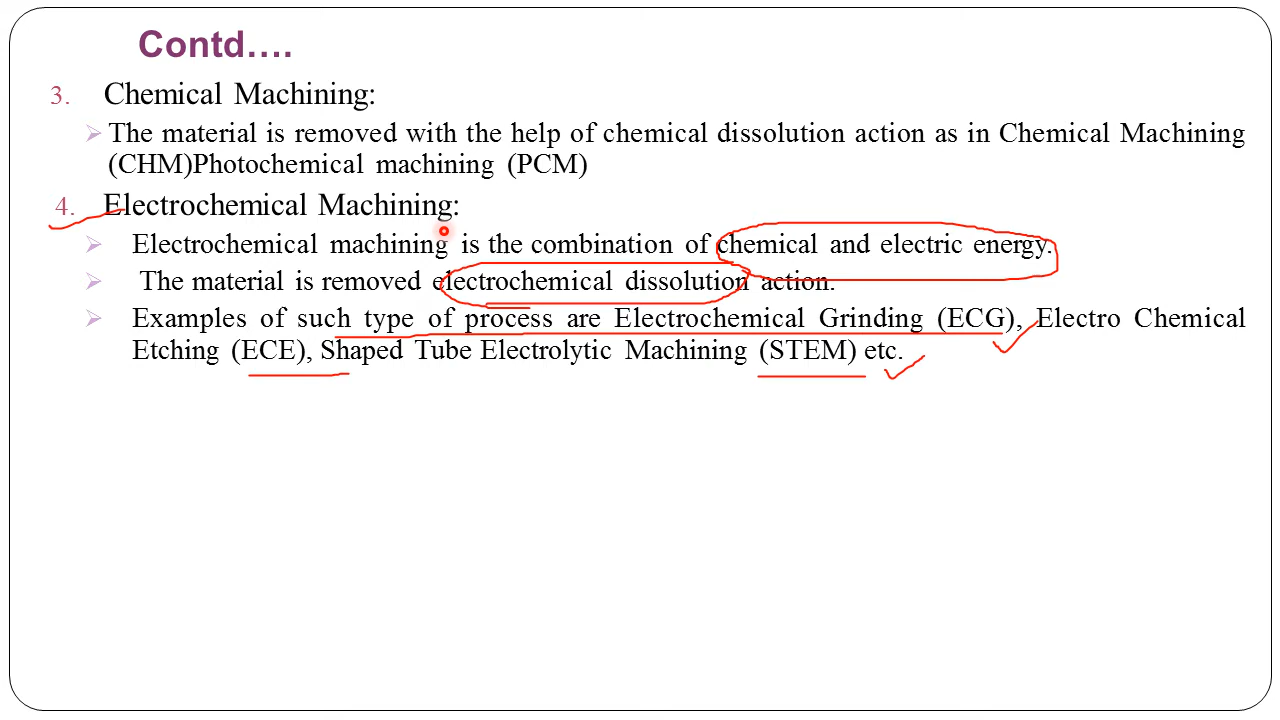 Contd….
3. Chemical Machining:
➢ The material is removed with the help of chemical dissolution action as in Chemical Machining
(CHM)Photochemical machining (PCM)
4. Electrochemical Machining:
➢ Electrochemical machining is the combination of chemical and electric energy.
➢ The material is removed electrochemical dissolution action.
➢ Examples of such type of process are Electrochemical Grinding (ECG), Electro Chemical
Etching (ECE), Shaped Tube Electrolytic Machining (STEM) etc.